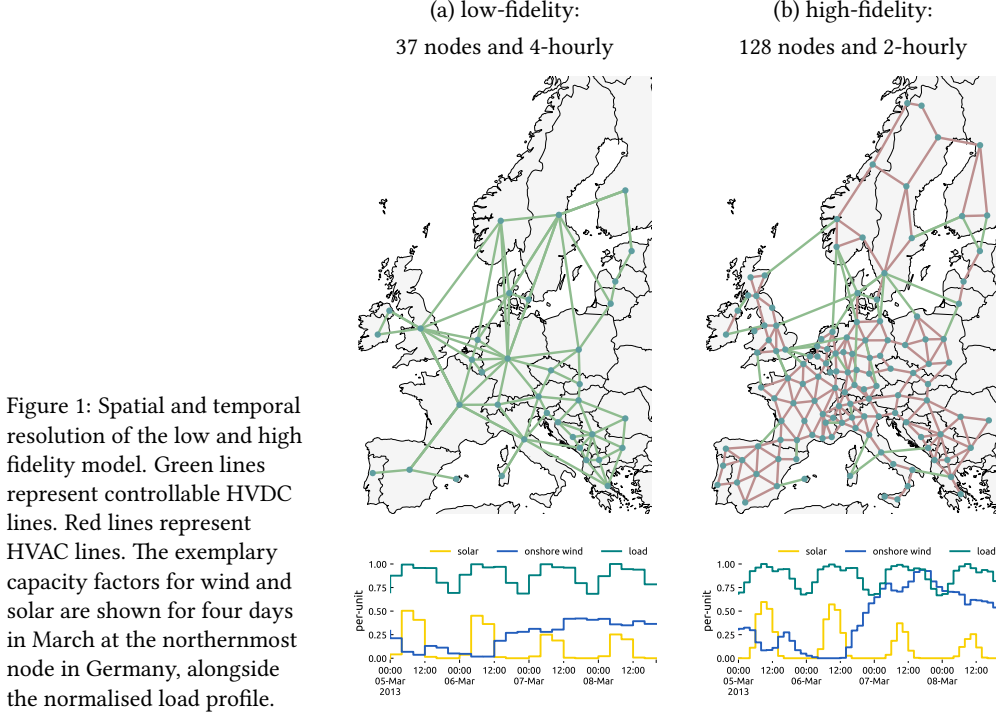 (a) low-fidelity:
37 nodes and 4-hourly
(b) high-fidelity:
128 nodes and 2-hourly
Figure 1: Spatial and temporal
resolution of the low and high
fidelity model. Green lines
represent controllable HVDC
lines. Red lines represent
HVAC lines. The exemplary
capacity factors for wind and
solar are shown for four days
in March at the northernmost
node in Germany, alongside
the normalised load profile.
solar onshore wind load
per-unit
1.00
0.75
0.50
0.25
0.00
00:00 12:00 00:00 12:00 00:00 12:00 00:00 12:00
05-Mar 06-Mar 07-Mar 08-Mar
2013
solar onshore wind load
per-unit
1.00
0.75
0.50
0.25
0.00
00:00 12:00 00:00 12:00 00:00 12:00 00:00 12:00
05-Mar 06-Mar 07-Mar 08-Mar
2013